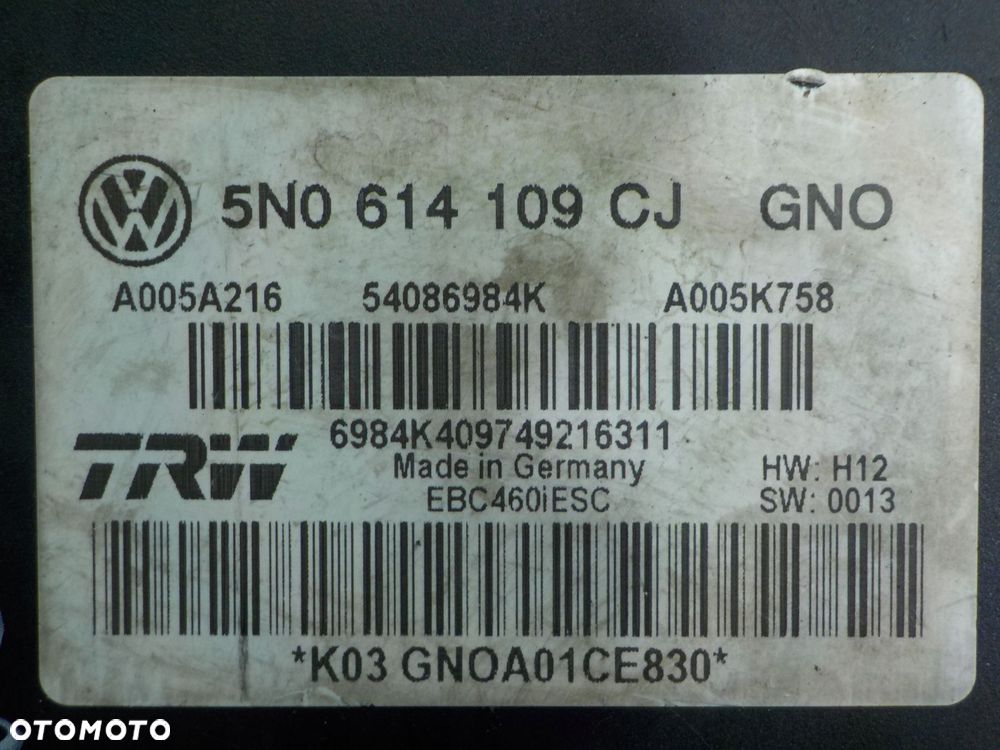 5N0 614 109 CJ GNO
A005A216 54086984K A005K758
6984K409749216311
TRW
Made in Germany HW: H12
EBC460iESC SW: 0013
*K03 GNOA01CE830*
OTOMOTO